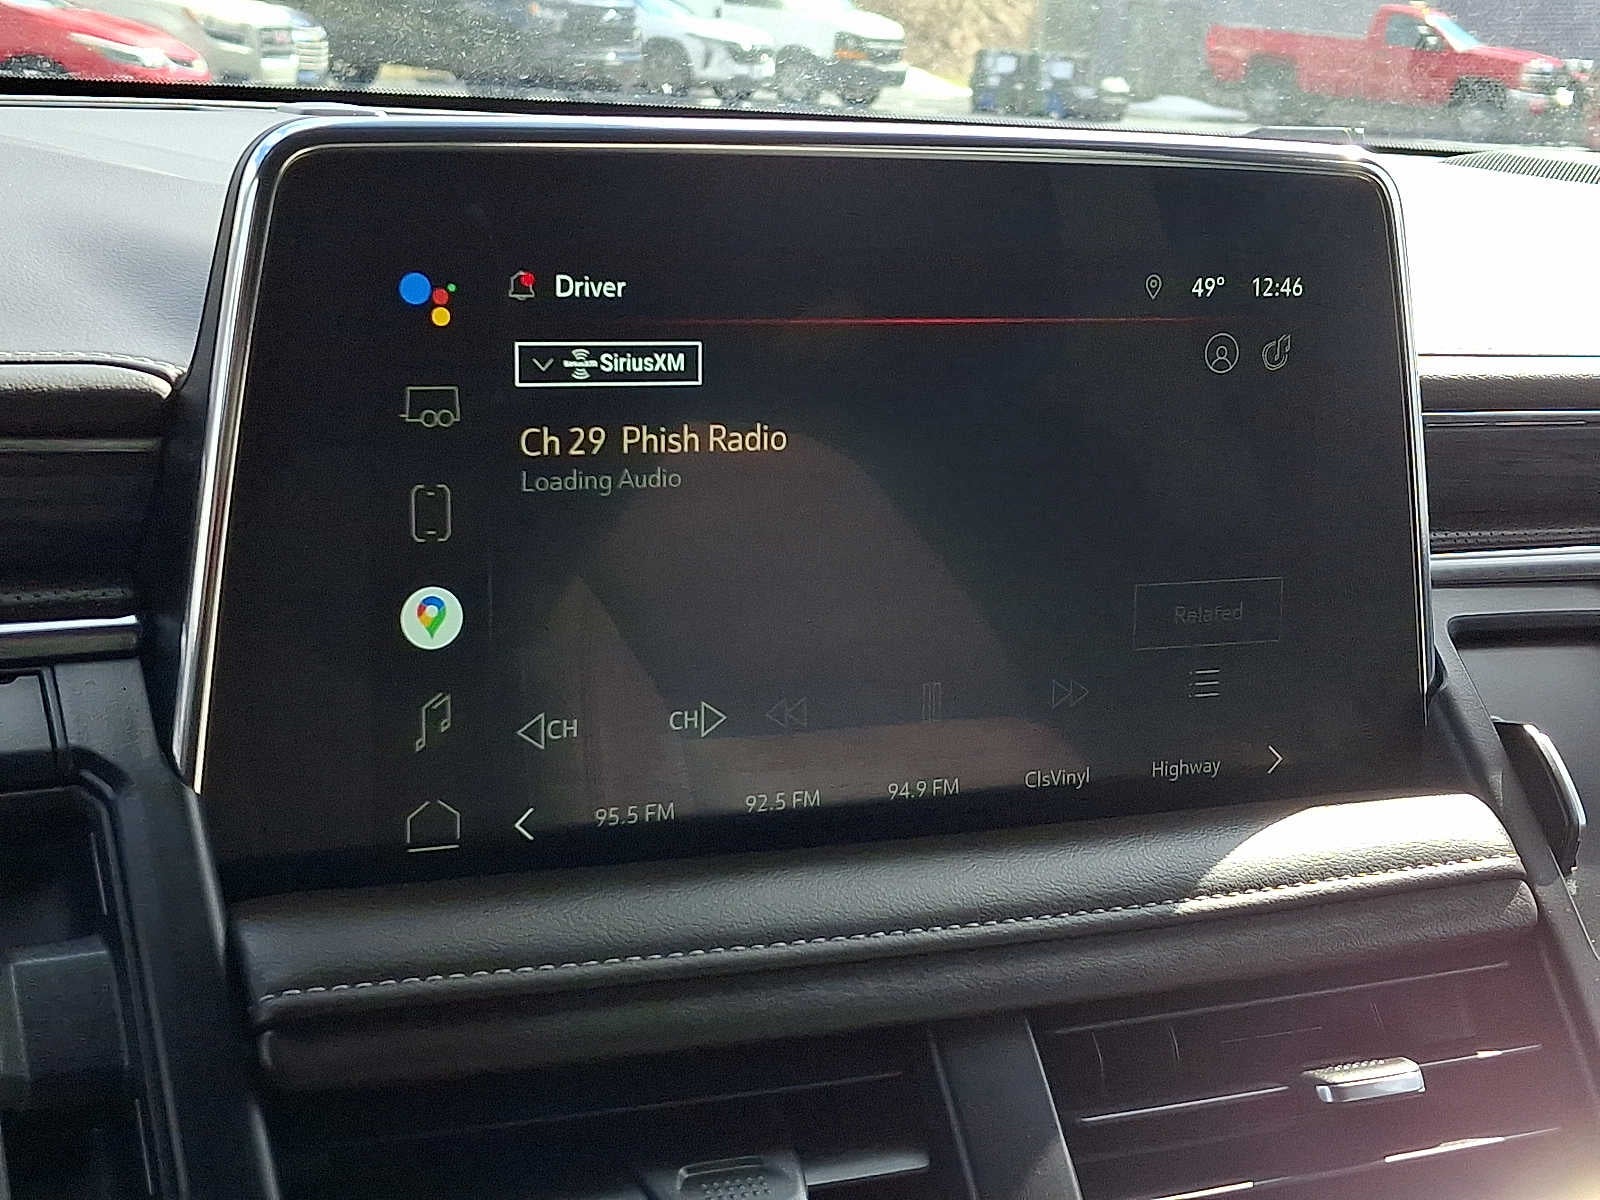 Driver
49° 12:46
SiriusXM
Ch 29 Phish Radio
Loading Audio
Related
CH CH
95.5 FM 92.5 FM 94.9 FM ClsVinyl Highway